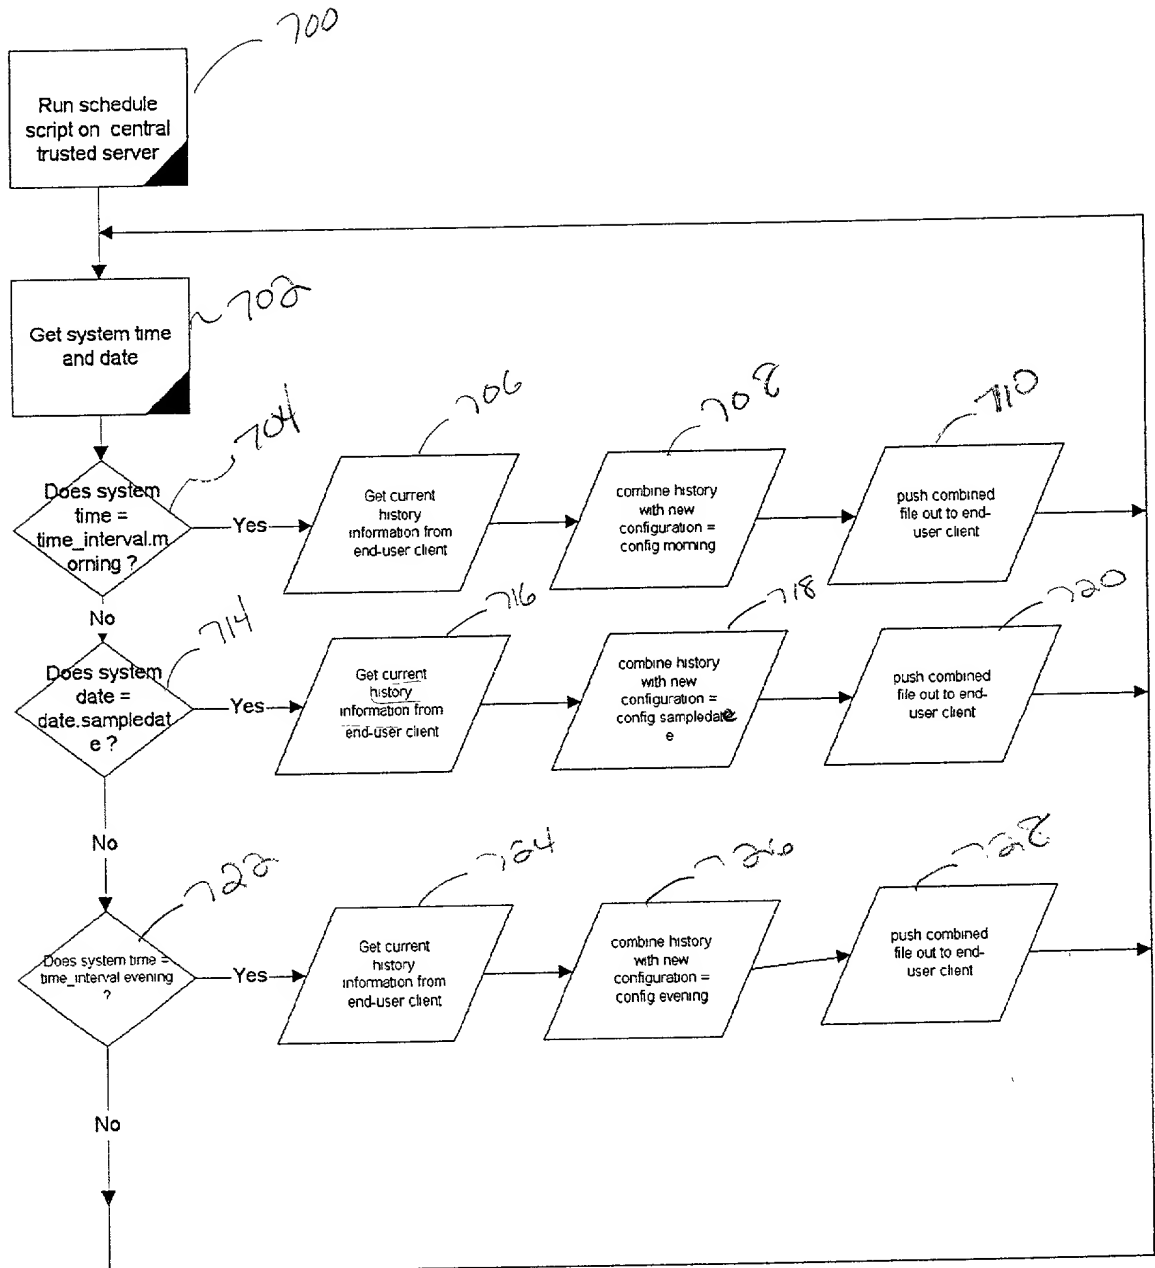 700
Run schedule
script on central
trusted server
702
Get system time
and date
704
Does system
time =
time_interval.m
orning ?
Yes
706
Get current
history
information from
end-user client
708
combine history
with new
configuration =
config morning
710
push combined
file out to end-
user client
No
714
Does system
date =
date.sampledat
e ?
Yes
716
Get current
history
information from
end-user client
718
combine history
with new
configuration =
config sampledate
e
720
push combined
file out to end-
user client
No
722
Does system time =
time_interval evening
?
Yes
724
Get current
history
information from
end-user client
726
combine history
with new
configuration =
config evening
728
push combined
file out to end-
user client
No